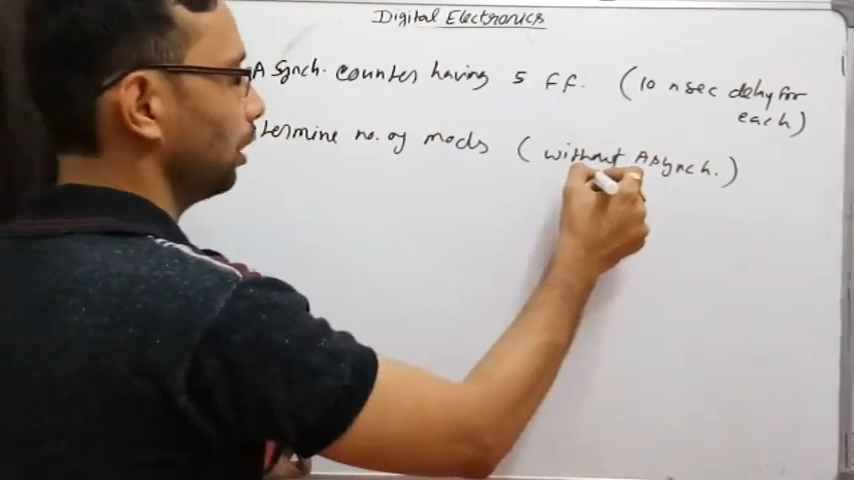 Digital Electronics
A Synch. counter having 5 FF. (10 nsec delay for
each)
termine no. of mods (without Asynch.)